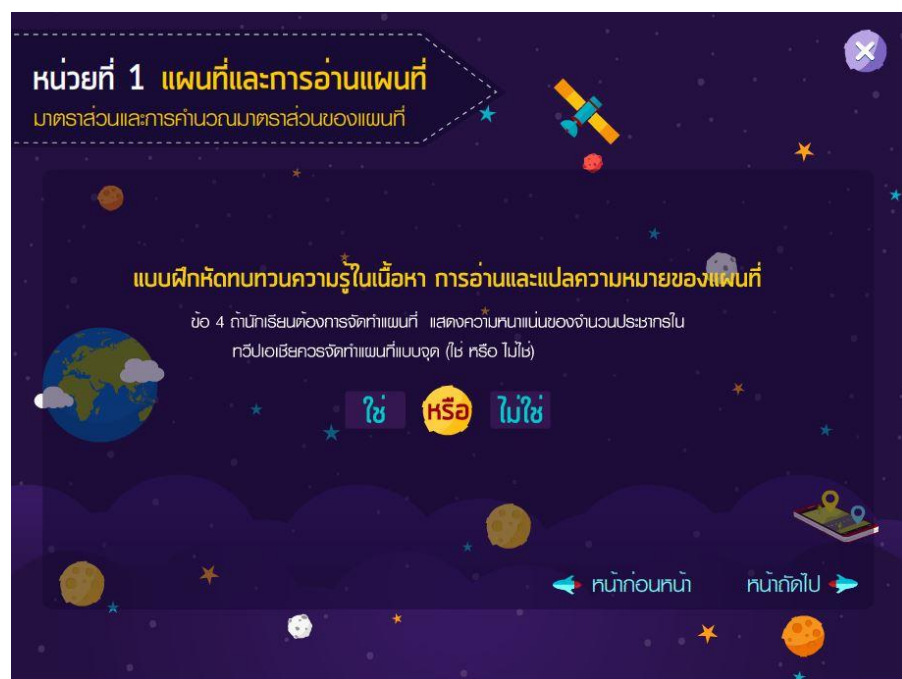 หน่วยที่ 1 แผนที่และการอ่านแผนที่
มาตราส่วนและการคำนวณมาตราส่วนของแผนที่
แบบฝึกหัดทบทวนความรู้ในเนื้อหา การอ่านและแปลความหมายของแผนที่
ข้อ 4 ถ้านักเรียนต้องการจัดทำแผนที่ แสดงความหนาแน่นของจำนวนประชากรใน
ทวีปเอเชียควรจัดทำแผนที่แบบจุด (ใช่ หรือ ไม่ใช่)
ใช่ หรือ ไม่ใช่
หน้าก่อนหน้า หน้าถัดไป